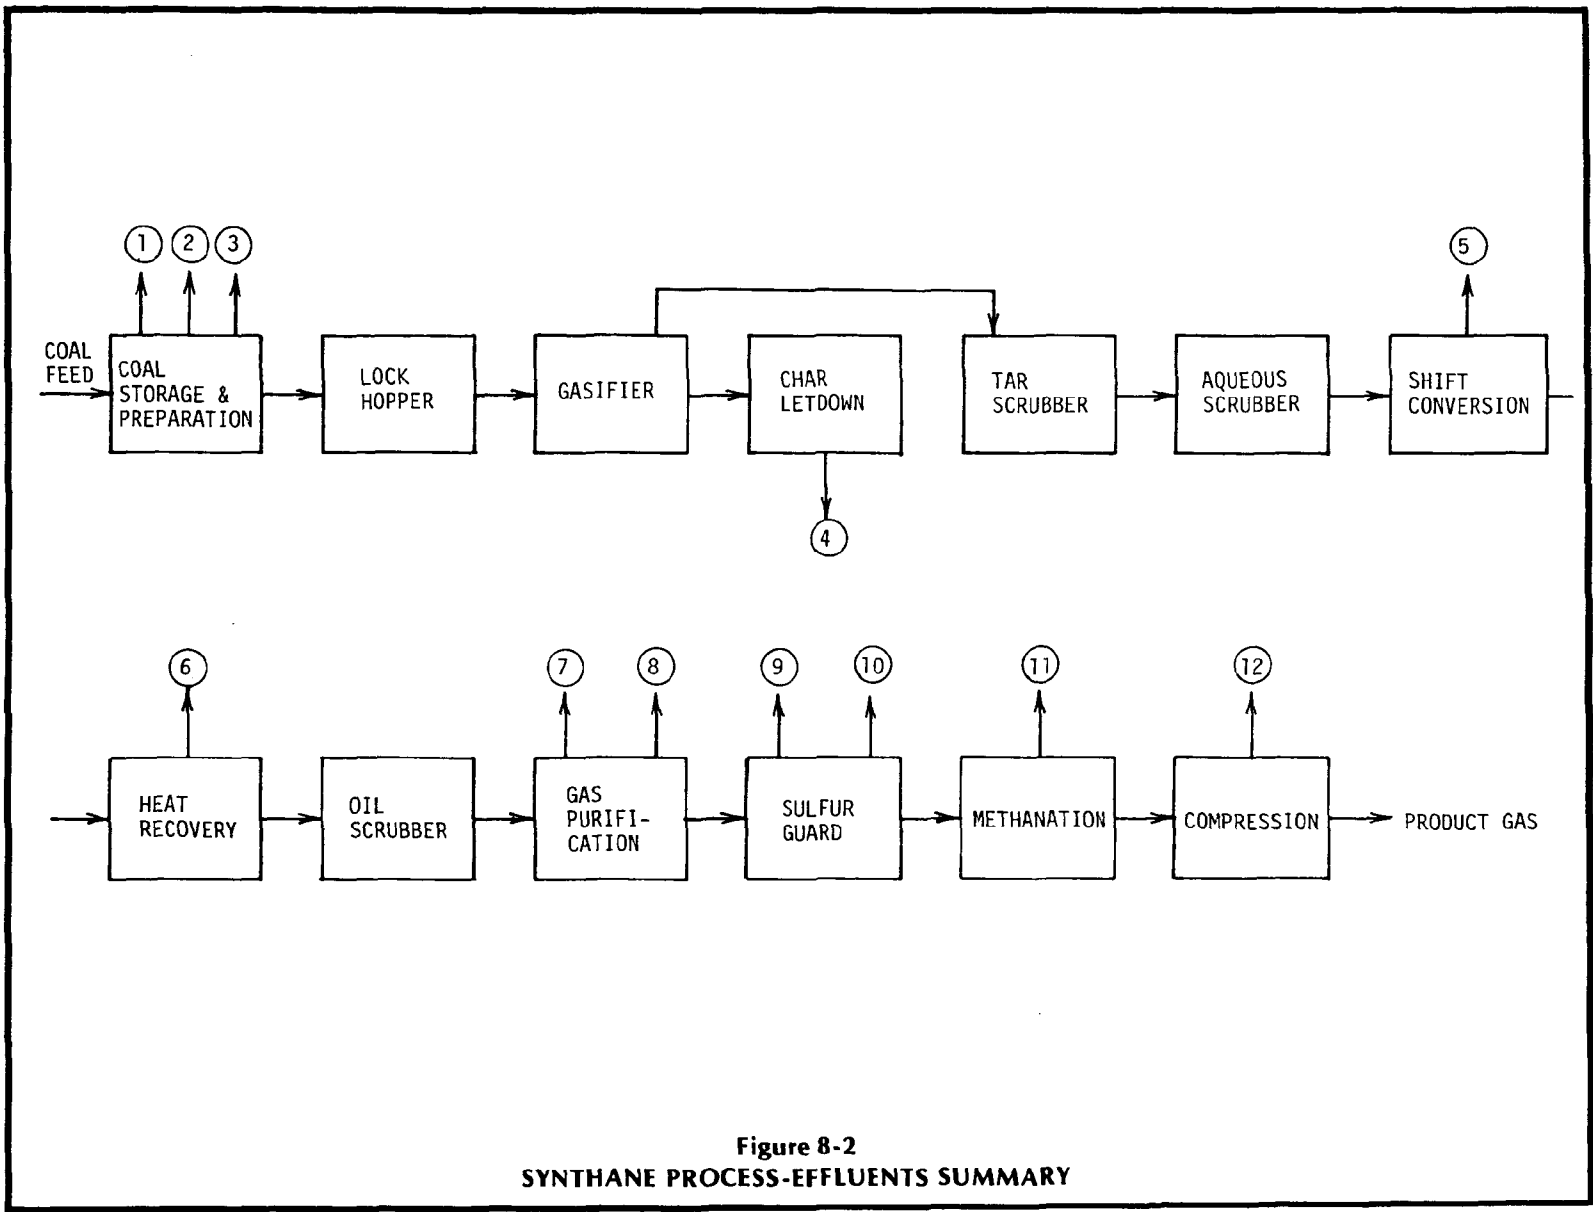 1
2
3
5
COAL
FEED
COAL
STORAGE &
PREPARATION
LOCK
HOPPER
GASIFIER
CHAR
LETDOWN
TAR
SCRUBBER
AQUEOUS
SCRUBBER
SHIFT
CONVERSION
4
6
7
8
9
10
11
12
HEAT
RECOVERY
OIL
SCRUBBER
GAS
PURIFI-
CATION
SULFUR
GUARD
METHANATION
COMPRESSION
PRODUCT GAS
Figure 8-2
SYNTHANE PROCESS-EFFLUENTS SUMMARY